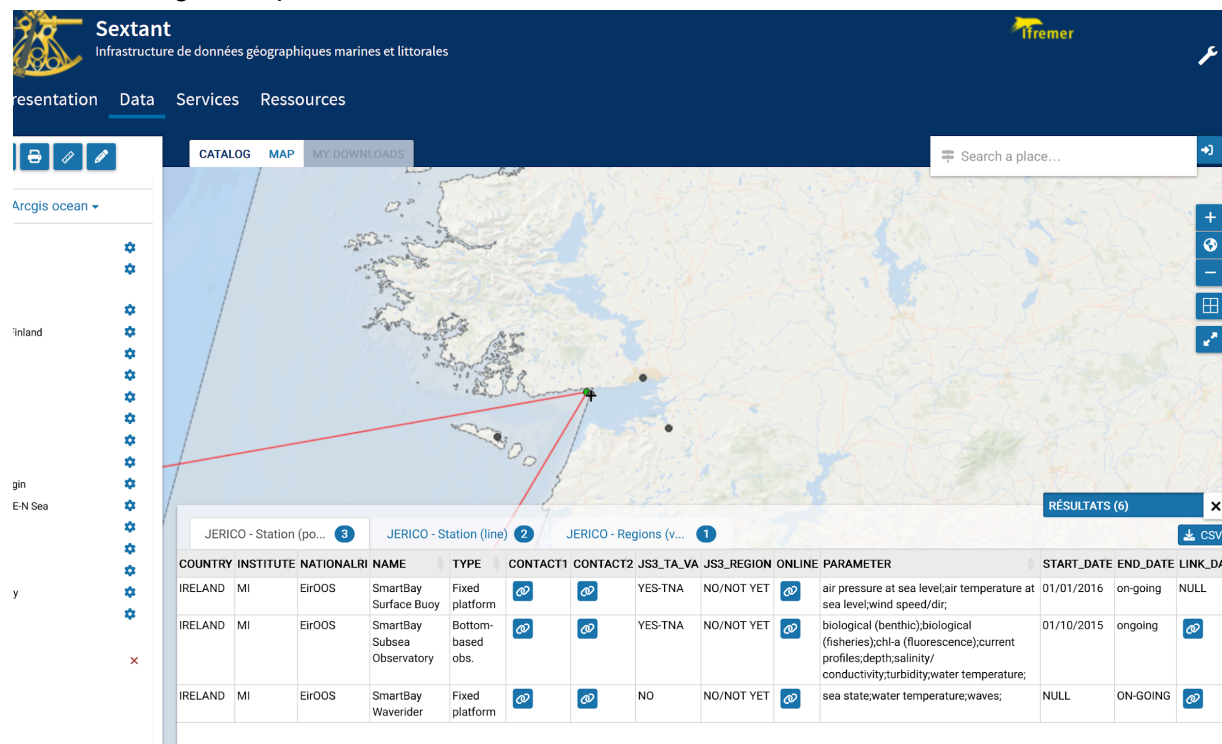 Sextant
Infrastructure de données géographiques marines et littorales
Ifremer
resentation Data Services Ressources
CATALOG MAP MY DOWNLOADS
Search a place...
Arcgis ocean
inland
gin
E-N Sea
y
RÉSULTATS (6)
JERICO - Station (po... 3 JERICO - Station (line) 2 JERICO - Regions (v... 1
CSV
COUNTRY INSTITUTE NATIONALRI NAME TYPE CONTACT1 CONTACT2 JS3_TA_VA JS3_REGION ONLINE PARAMETER START_DATE END_DATE LINK_DA
IRELAND MI EirOOS SmartBay Fixed YES-TNA NO/NOT YET air pressure at sea level;air temperature at 01/01/2016 on-going NULL
Surface Buoy platform sea level;wind speed/dir;
IRELAND MI EirOOS SmartBay Bottom- YES-TNA NO/NOT YET biological (benthic);biological 01/10/2015 ongoing
Subsea based (fisheries);chl-a (fluorescence);current
Observatory obs. profiles;depth;salinity/
conductivity;turbidity;water temperature;
IRELAND MI EirOOS SmartBay Fixed NO NO/NOT YET sea state;water temperature;waves; NULL ON-GOING
Waverider platform